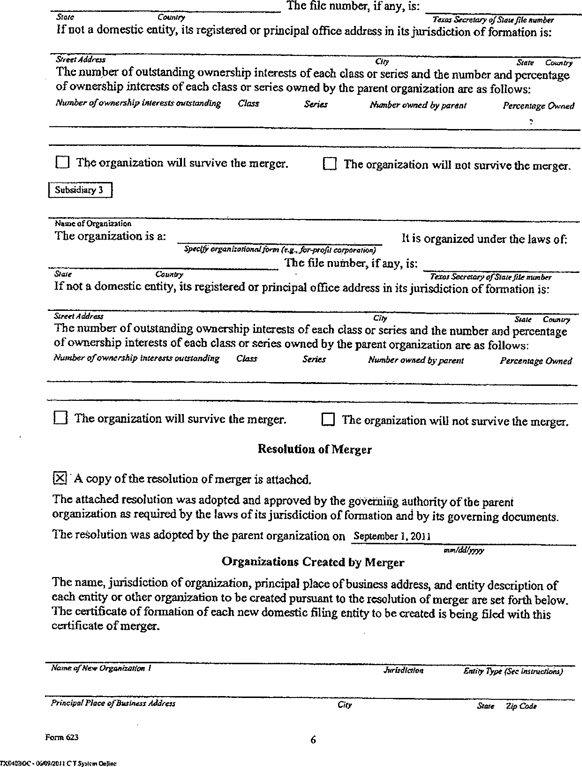 The file number, if any, is:
State Country Texas Secretary of State file number
If not a domestic entity, its registered or principal office address in its jurisdiction of formation is:
Street Address City State Country
The number of outstanding ownership interests of each class or series and the number and percentage
of ownership interests of each class or series owned by the parent organization are as follows:
Number of ownership interests outstanding Class Series Number owned by parent Percentage Owned
The organization will survive the merger. The organization will not survive the merger.
Subsidiary 3
Name of Organization
The organization is a: It is organized under the laws of:
Specify organizational form (e.g., for-profit corporation)
The file number, if any, is:
State Country Texas Secretary of State file number
If not a domestic entity, its registered or principal office address in its jurisdiction of formation is:
Street Address City State Country
The number of outstanding ownership interests of each class or series and the number and percentage
of ownership interests of each class or series owned by the parent organization are as follows:
Number of ownership interests outstanding Class Series Number owned by parent Percentage Owned
The organization will survive the merger. The organization will not survive the merger.
Resolution of Merger
☒ A copy of the resolution of merger is attached.
The attached resolution was adopted and approved by the governing authority of the parent
organization as required by the laws of its jurisdiction of formation and by its governing documents.
The resolution was adopted by the parent organization on September 1, 2011
mm/dd/yyyy
Organizations Created by Merger
The name, jurisdiction of organization, principal place of business address, and entity description of
each entity or other organization to be created pursuant to the resolution of merger are set forth below.
The certificate of formation of each new domestic filing entity to be created is being filed with this
certificate of merger.
Name of New Organization 1 Jurisdiction Entity Type (See instructions)
Principal Place of Business Address City State Zip Code
Form 623
6
TX040BOC - 06/09/2011 C T System Online